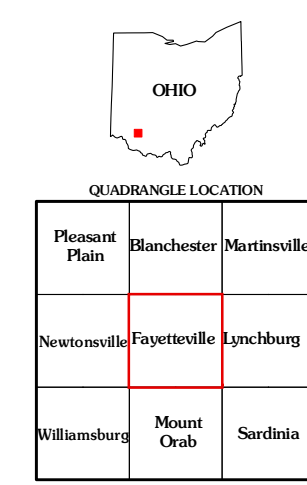 OHIO
QUADRANGLE LOCATION
Pleasant
Plain
Blanchester
Martinsville
Newtonsville
Fayetteville
Lynchburg
Williamsburg
Mount
Orab
Sardinia